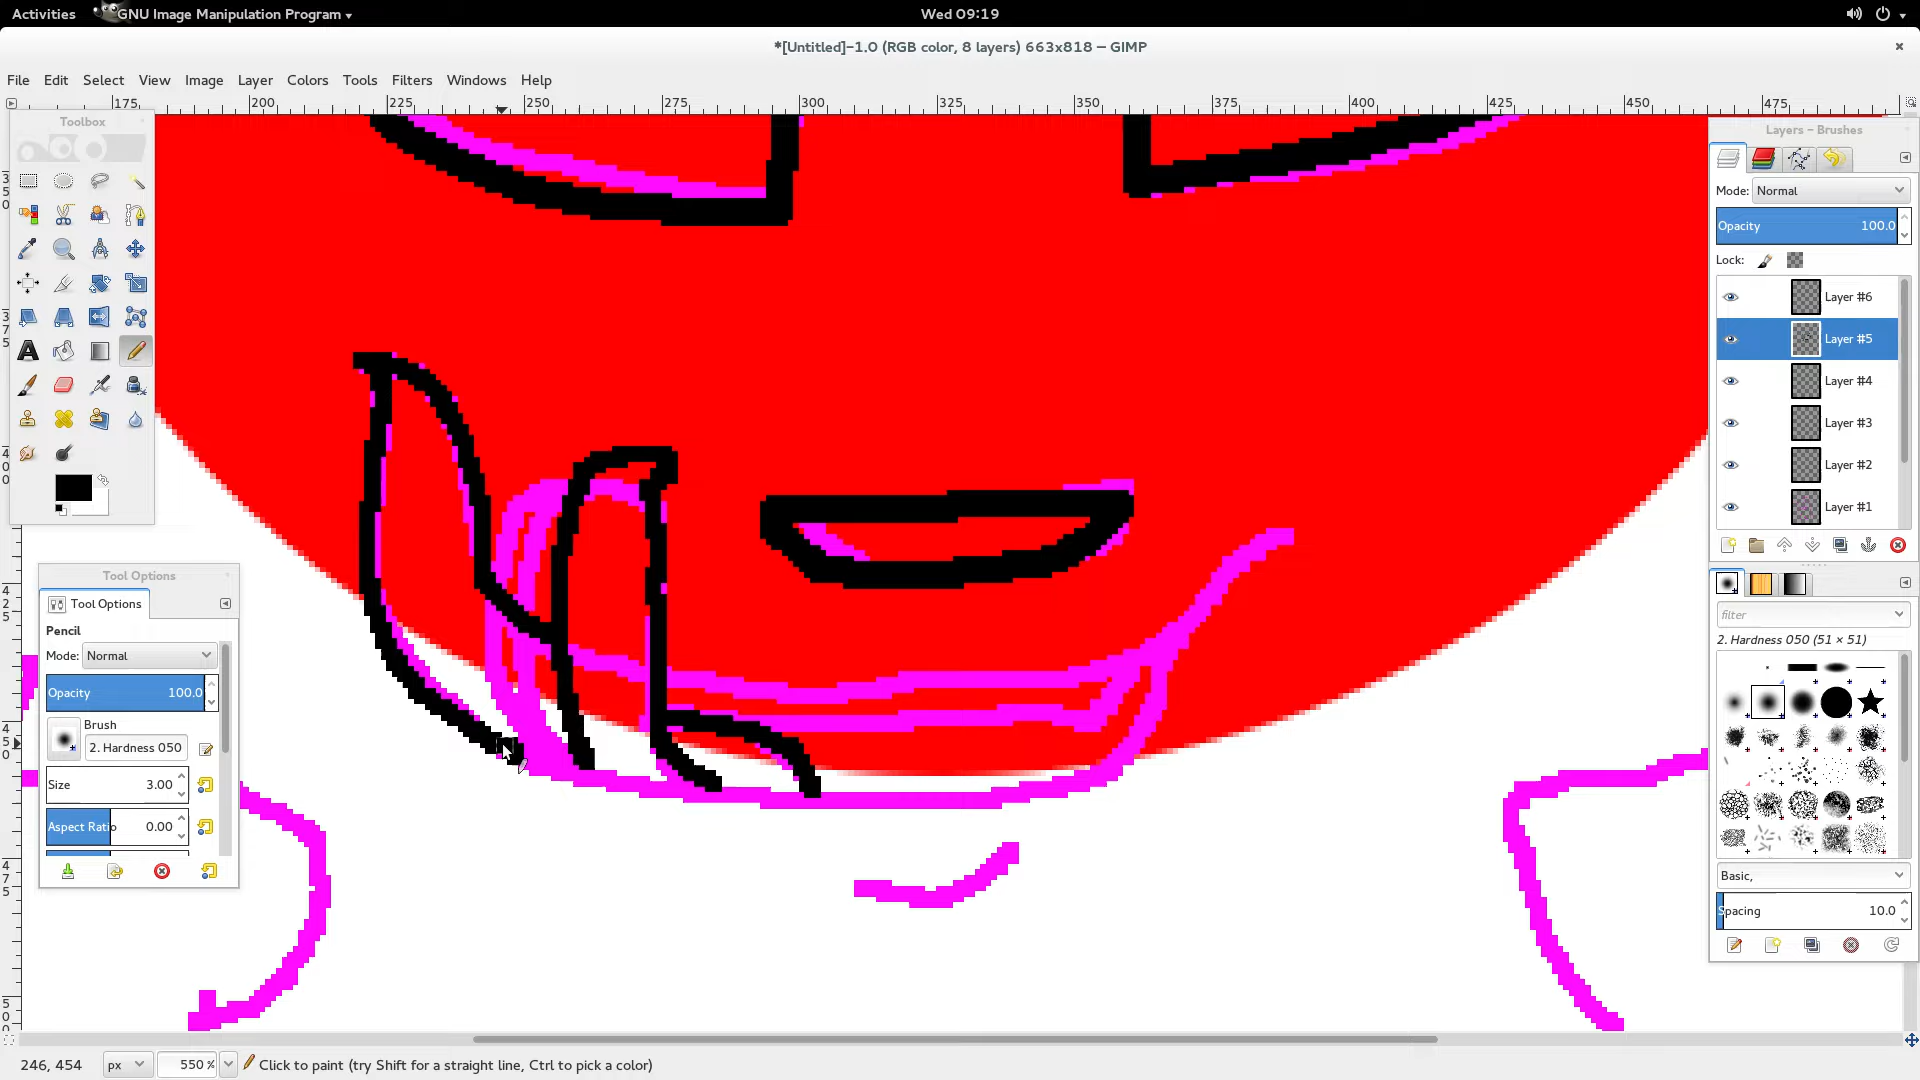 Activities GNU Image Manipulation Program Wed 09:19
*[Untitled]-1.0 (RGB color, 8 layers) 663x818 – GIMP
File Edit Select View Image Layer Colors Tools Filters Windows Help
175 200 225 250 275 300 325 350 375 400 425 450 475
Toolbox
Layers – Brushes
Mode: Normal
Opacity 100.0
Lock:
Layer #6
Layer #5
Layer #4
Layer #3
Layer #2
Layer #1
Tool Options
Tool Options
Pencil
Mode: Normal
Opacity 100.0
Brush
2. Hardness 050
Size 3.00
Aspect Ratio 0.00
filter
2. Hardness 050 (51 × 51)
Basic,
Spacing 10.0
246, 454 px 550 % Click to paint (try Shift for a straight line, Ctrl to pick a color)